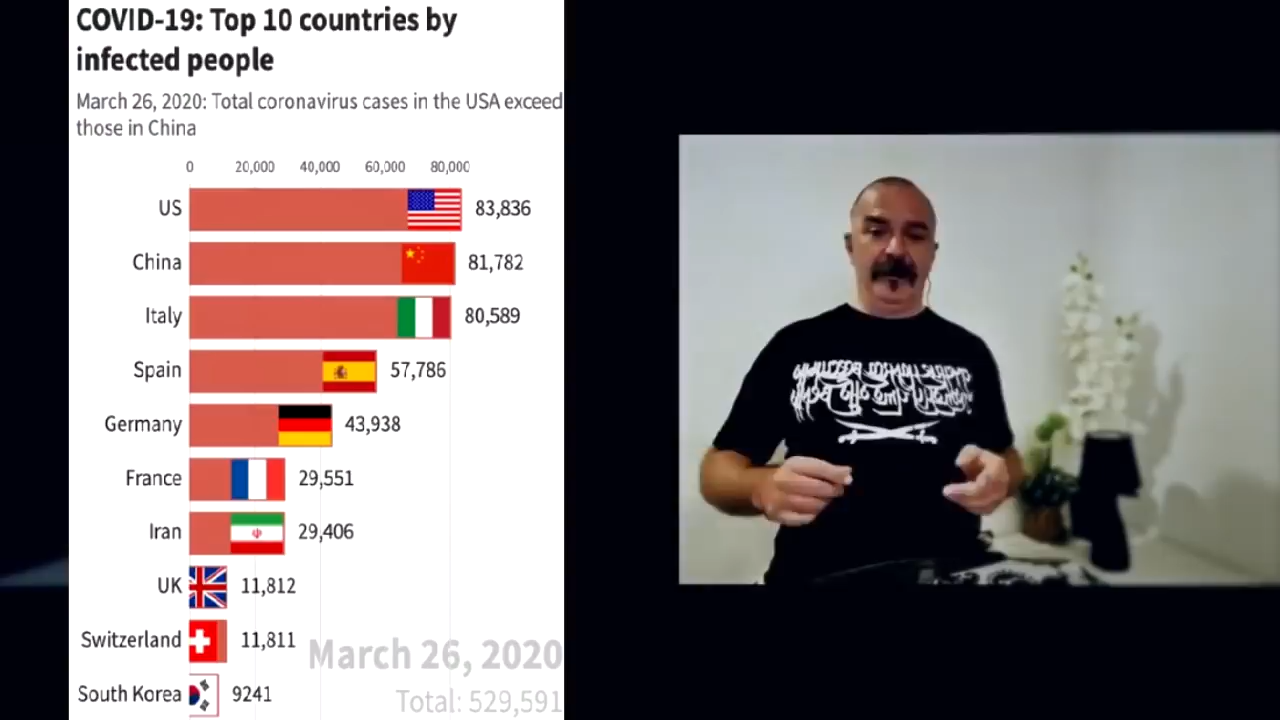 COVID-19: Top 10 countries by
infected people
March 26, 2020: Total coronavirus cases in the USA exceed
those in China
0 20,000 40,000 60,000 80,000
US 83,836
China 81,782
Italy 80,589
Spain 57,786
Germany 43,938
France 29,551
Iran 29,406
UK 11,812
Switzerland 11,811
South Korea 9241
March 26, 2020
Total: 529,591